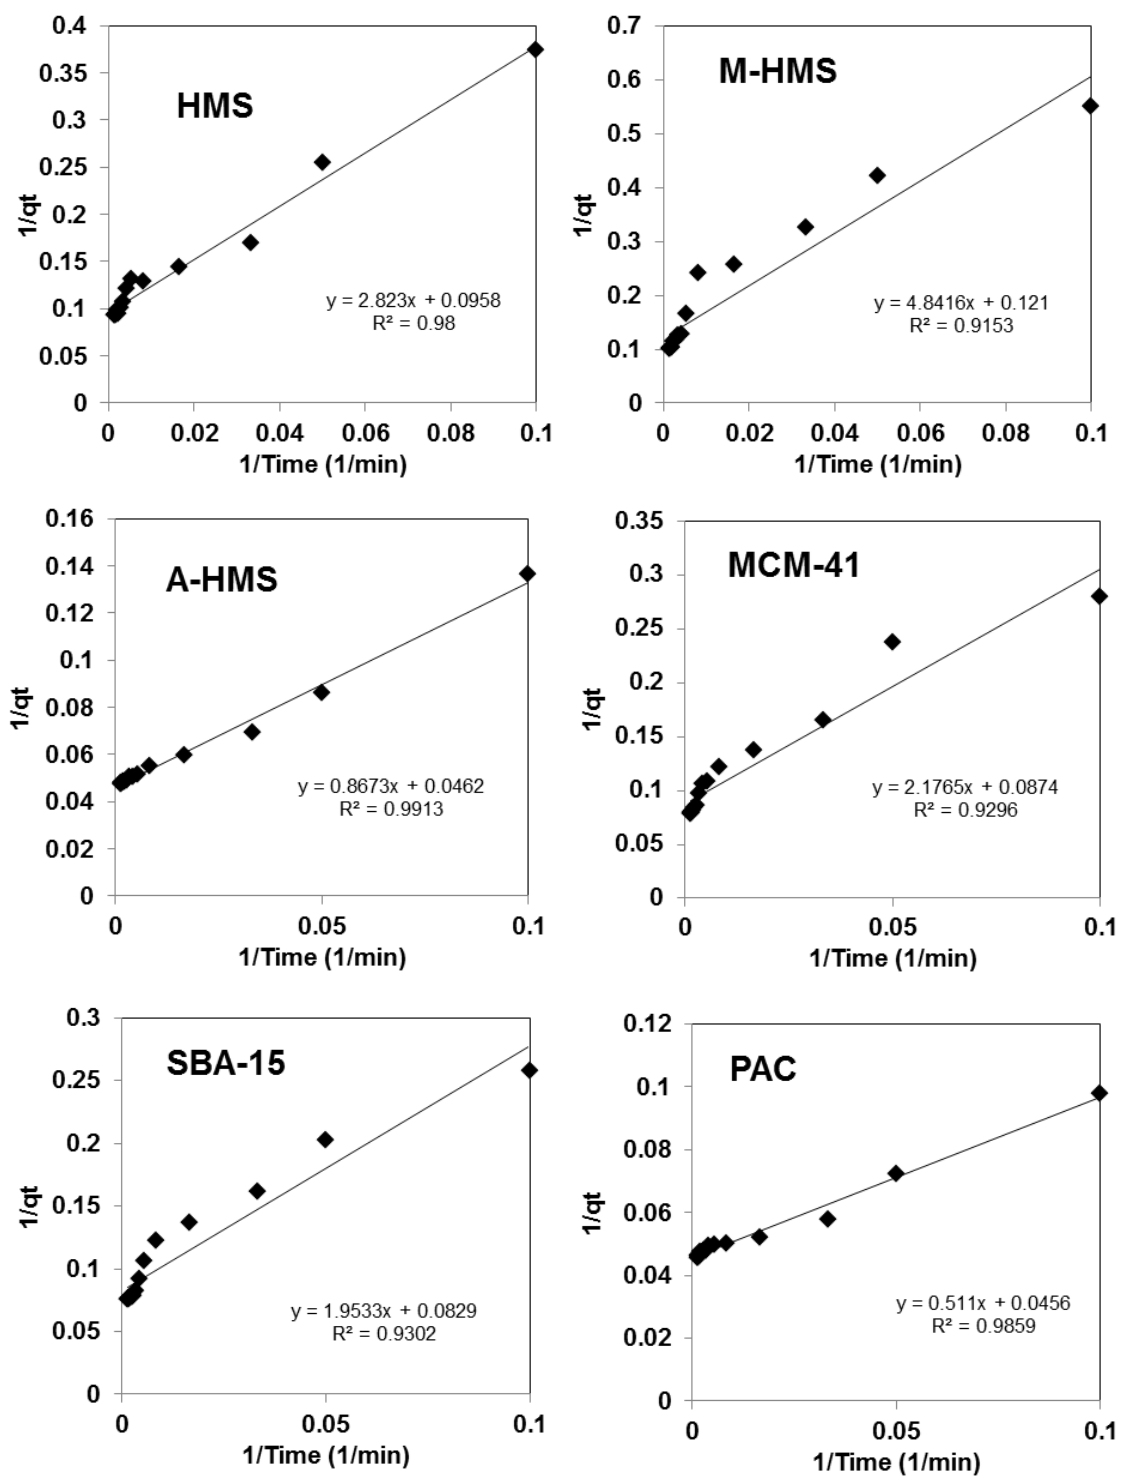 HMS
1/qt
0.4
0.35
0.3
0.25
0.2
0.15
0.1
0.05
0
y = 2.823x + 0.0958
R² = 0.98
0 0.02 0.04 0.06 0.08 0.1
1/Time (1/min)
M-HMS
1/qt
0.7
0.6
0.5
0.4
0.3
0.2
0.1
0
y = 4.8416x + 0.121
R² = 0.9153
0 0.02 0.04 0.06 0.08 0.1
1/Time (1/min)
A-HMS
1/qt
0.16
0.14
0.12
0.1
0.08
0.06
0.04
0.02
0
y = 0.8673x + 0.0462
R² = 0.9913
0 0.05 0.1
1/Time (1/min)
MCM-41
1/qt
0.35
0.3
0.25
0.2
0.15
0.1
0.05
0
y = 2.1765x + 0.0874
R² = 0.9296
0 0.05 0.1
1/Time (1/min)
SBA-15
1/qt
0.3
0.25
0.2
0.15
0.1
0.05
0
y = 1.9533x + 0.0829
R² = 0.9302
0 0.05 0.1
1/Time (1/min)
PAC
1/qt
0.12
0.1
0.08
0.06
0.04
0.02
0
y = 0.511x + 0.0456
R² = 0.9859
0 0.05 0.1
1/Time (1/min)